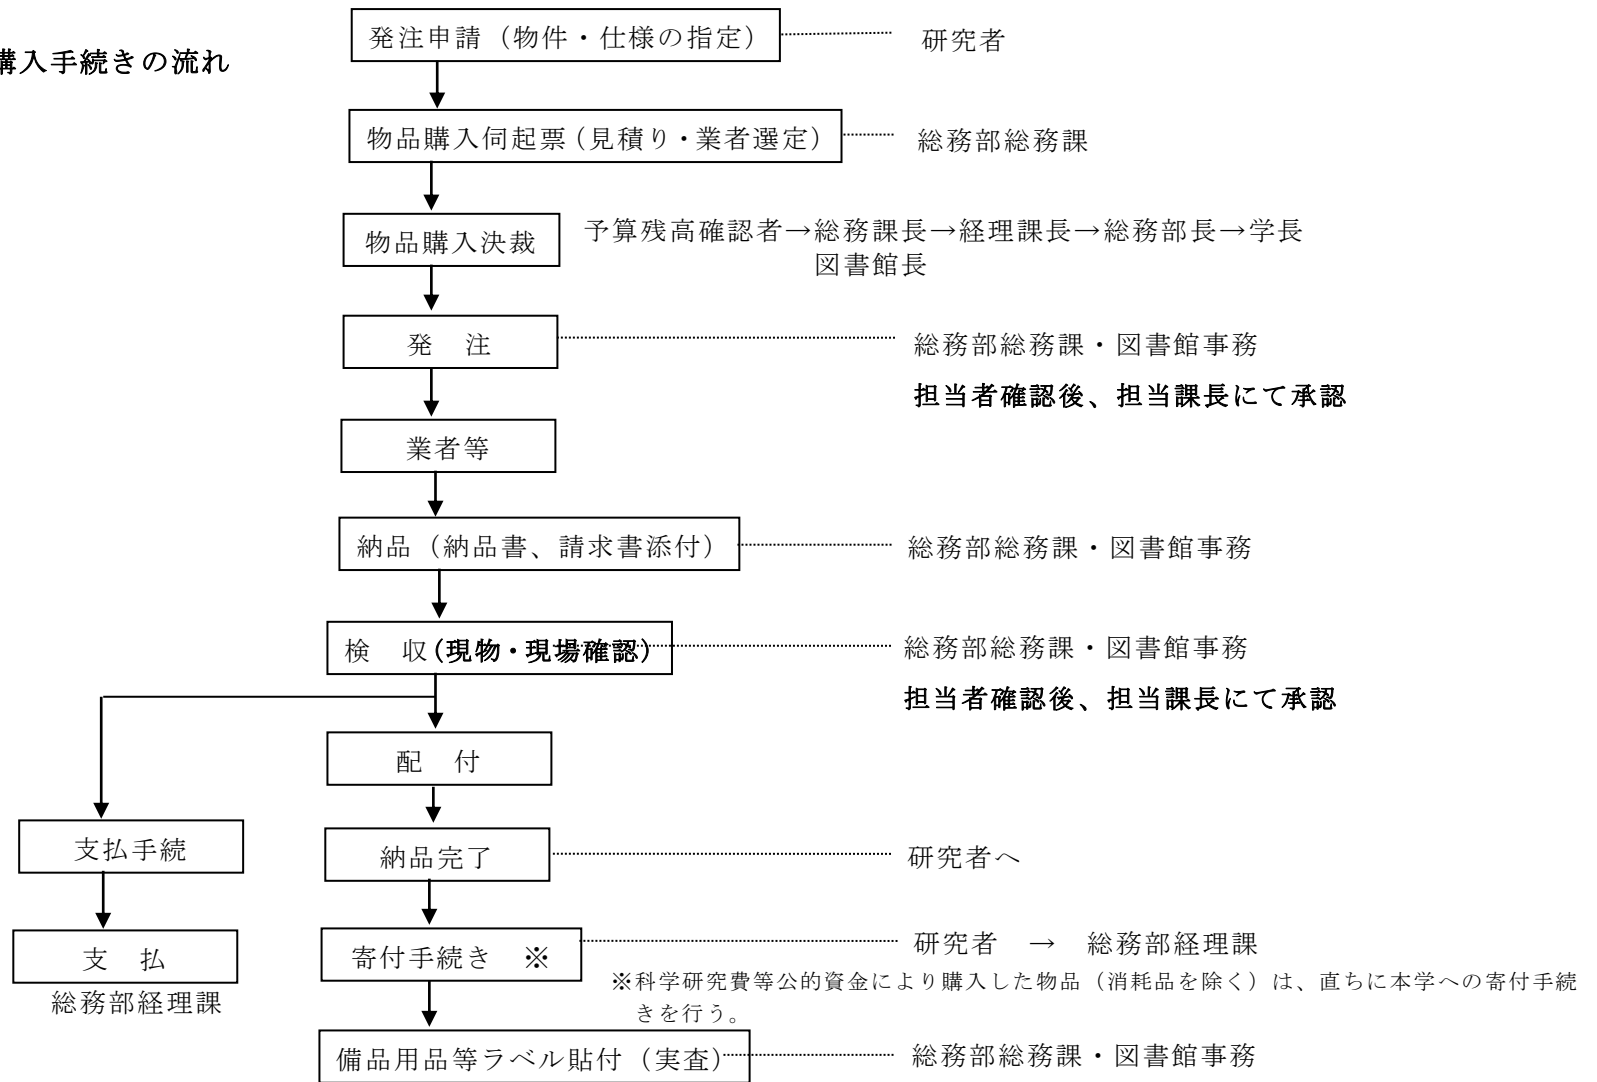 発注申請（物件・仕様の指定） 研究者
購入手続きの流れ
物品購入伺起票（見積り・業者選定） 総務部総務課
物品購入決裁 予算残高確認者→総務課長→経理課長→総務部長→学長
図書館長
発　注 総務部総務課・図書館事務
担当者確認後、担当課長にて承認
業者等
納品（納品書、請求書添付） 総務部総務課・図書館事務
検　収（現物・現場確認） 総務部総務課・図書館事務
担当者確認後、担当課長にて承認
配　付
支払手続 納品完了 研究者へ
支　払 寄付手続き　※ 研究者　→　総務部経理課
総務部経理課
※科学研究費等公的資金により購入した物品（消耗品を除く）は、直ちに本学への寄付手続
きを行う。
備品用品等ラベル貼付（実査） 総務部総務課・図書館事務